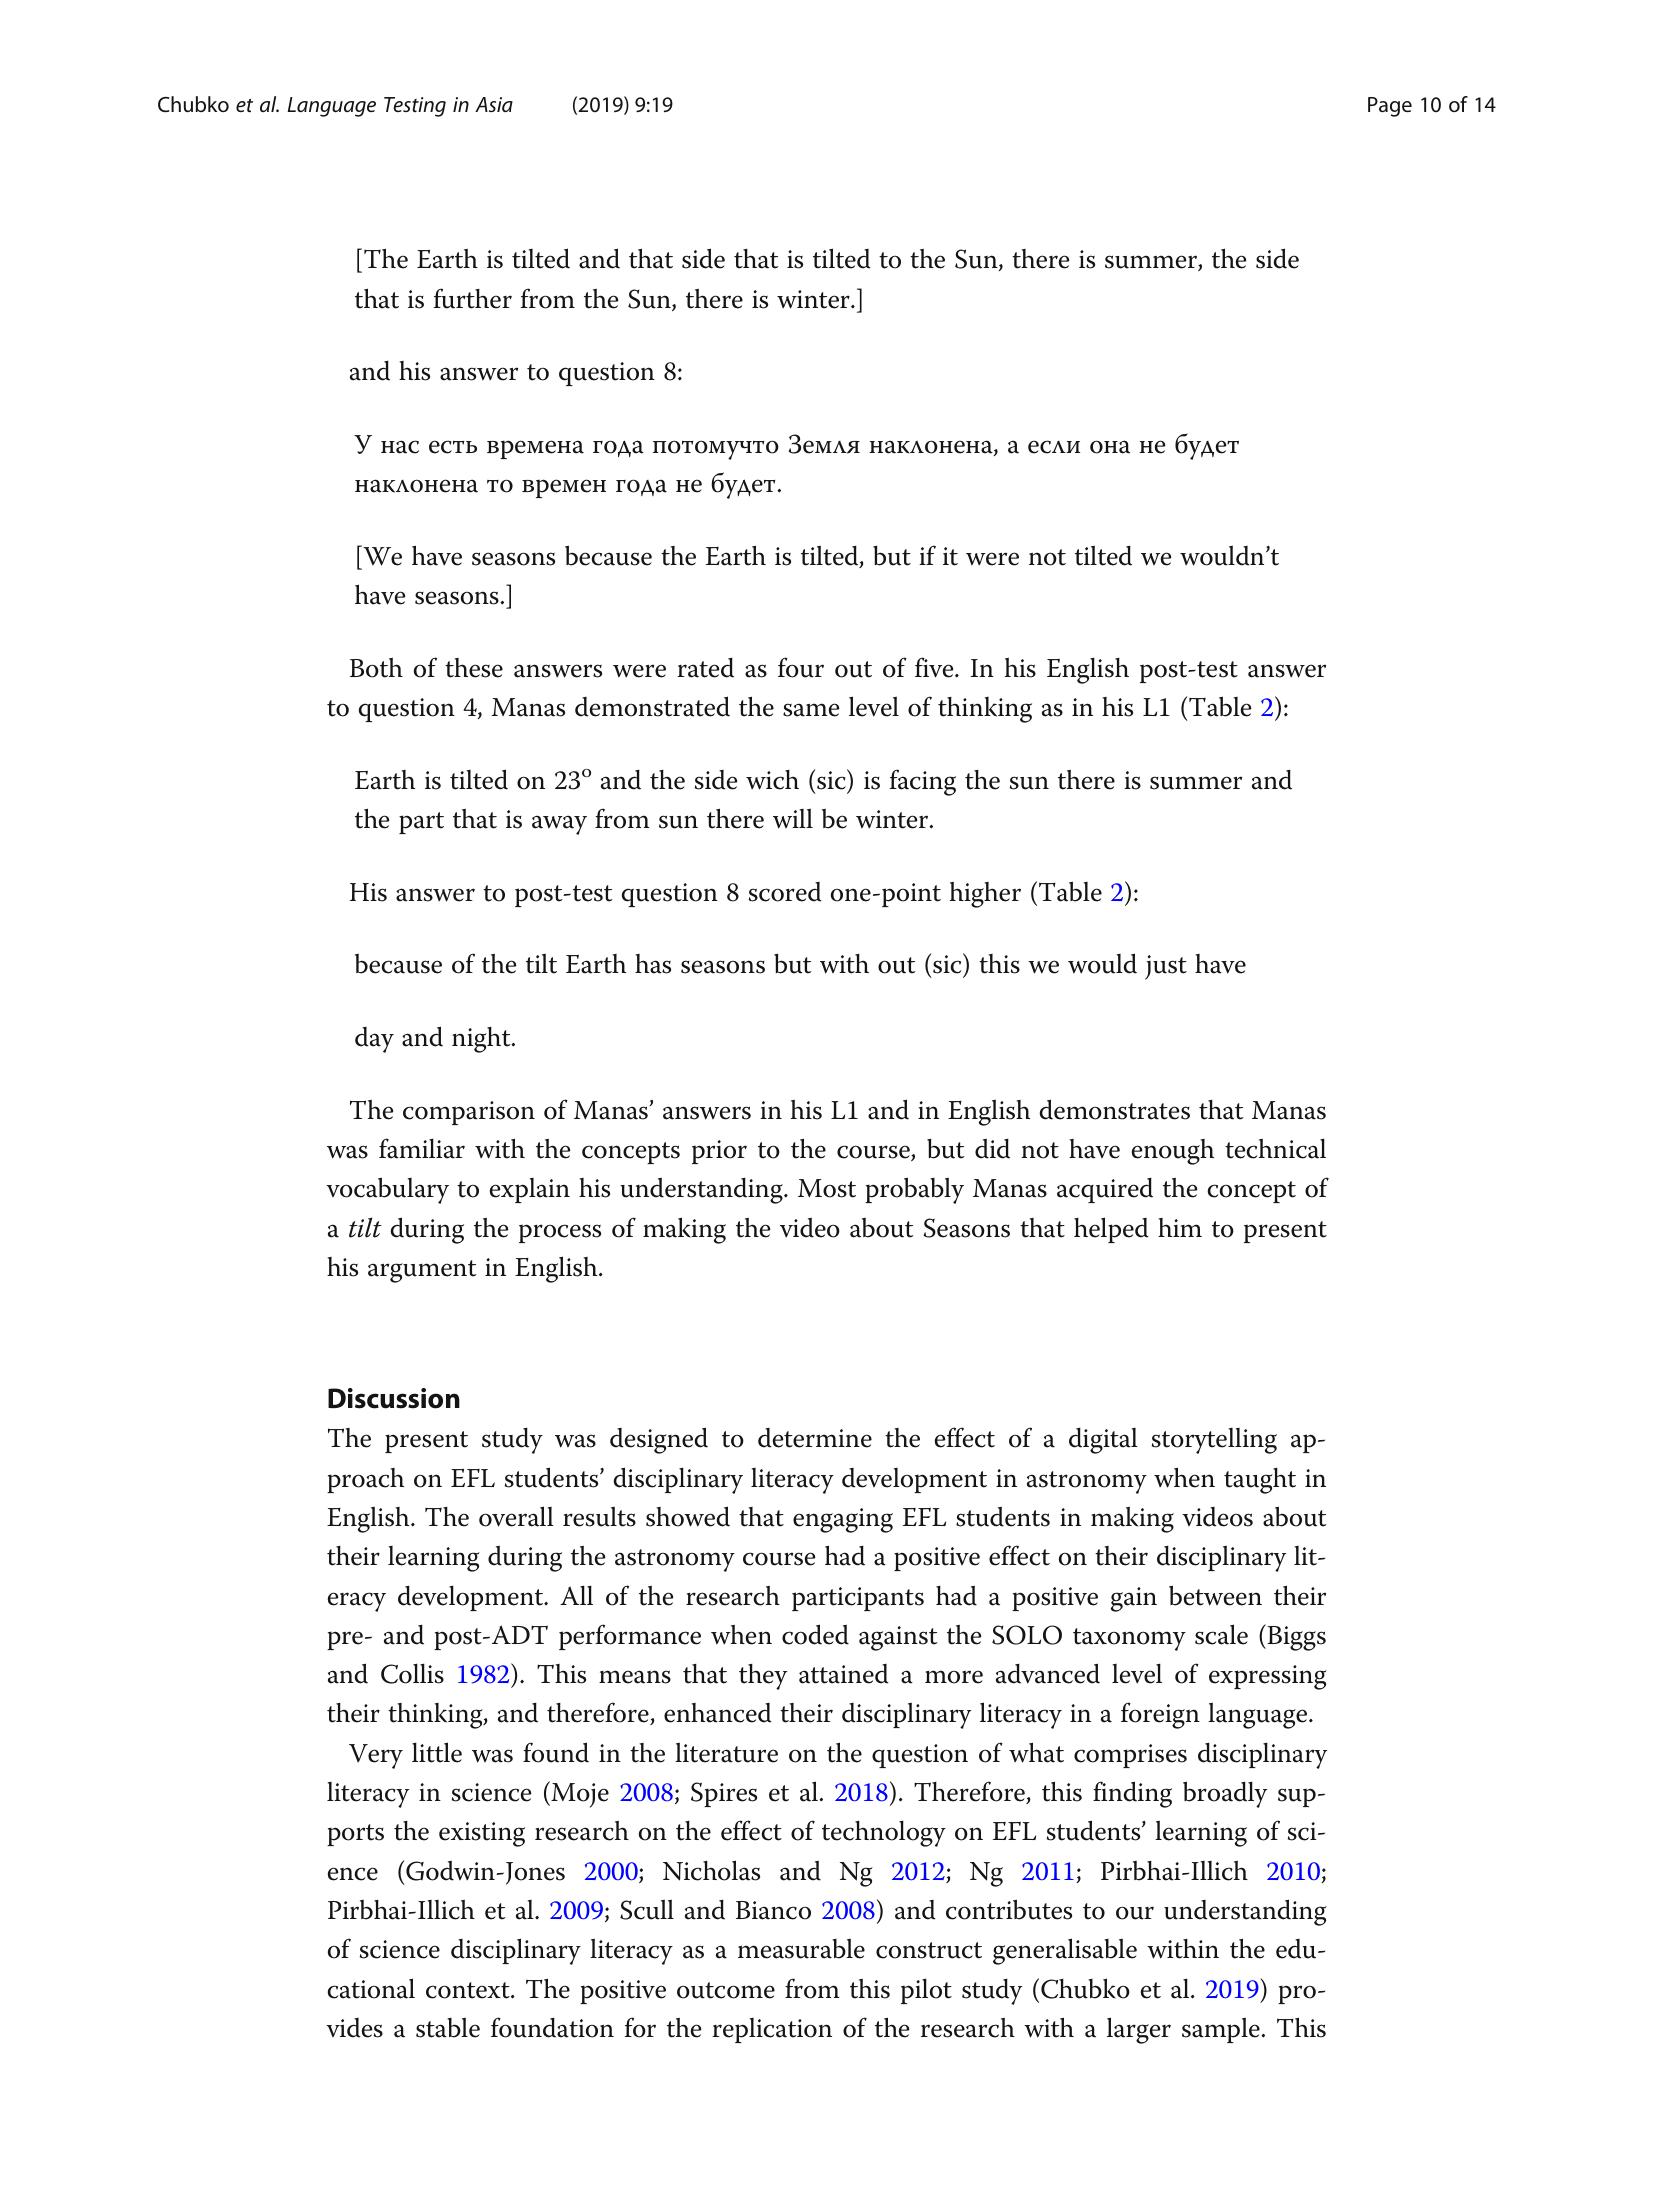 Chubko et al. Language Testing in Asia (2019) 9:19 Page 10 of 14
[The Earth is tilted and that side that is tilted to the Sun, there is summer, the side
that is further from the Sun, there is winter.]
and his answer to question 8:
У нас есть времена года потомучто Земля наклонена, а если она не будет
наклонена то времен года не будет.
[We have seasons because the Earth is tilted, but if it were not tilted we wouldn’t
have seasons.]
Both of these answers were rated as four out of five. In his English post-test answer
to question 4, Manas demonstrated the same level of thinking as in his L1 (Table 2):
Earth is tilted on 23º and the side wich (sic) is facing the sun there is summer and
the part that is away from sun there will be winter.
His answer to post-test question 8 scored one-point higher (Table 2):
because of the tilt Earth has seasons but with out (sic) this we would just have
day and night.
The comparison of Manas’ answers in his L1 and in English demonstrates that Manas
was familiar with the concepts prior to the course, but did not have enough technical
vocabulary to explain his understanding. Most probably Manas acquired the concept of
a tilt during the process of making the video about Seasons that helped him to present
his argument in English.
Discussion
The present study was designed to determine the effect of a digital storytelling ap-
proach on EFL students’ disciplinary literacy development in astronomy when taught in
English. The overall results showed that engaging EFL students in making videos about
their learning during the astronomy course had a positive effect on their disciplinary lit-
eracy development. All of the research participants had a positive gain between their
pre- and post-ADT performance when coded against the SOLO taxonomy scale (Biggs
and Collis 1982). This means that they attained a more advanced level of expressing
their thinking, and therefore, enhanced their disciplinary literacy in a foreign language.
Very little was found in the literature on the question of what comprises disciplinary
literacy in science (Moje 2008; Spires et al. 2018). Therefore, this finding broadly sup-
ports the existing research on the effect of technology on EFL students’ learning of sci-
ence (Godwin-Jones 2000; Nicholas and Ng 2012; Ng 2011; Pirbhai-Illich 2010;
Pirbhai-Illich et al. 2009; Scull and Bianco 2008) and contributes to our understanding
of science disciplinary literacy as a measurable construct generalisable within the edu-
cational context. The positive outcome from this pilot study (Chubko et al. 2019) pro-
vides a stable foundation for the replication of the research with a larger sample. This